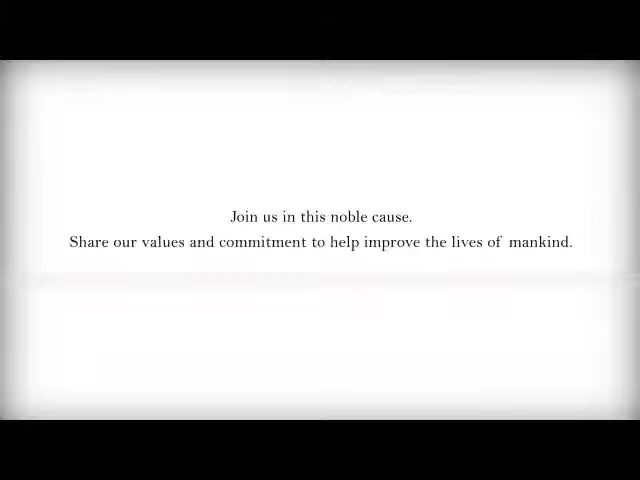 Join us in this noble cause.
Share our values and commitment to help improve the lives of mankind.